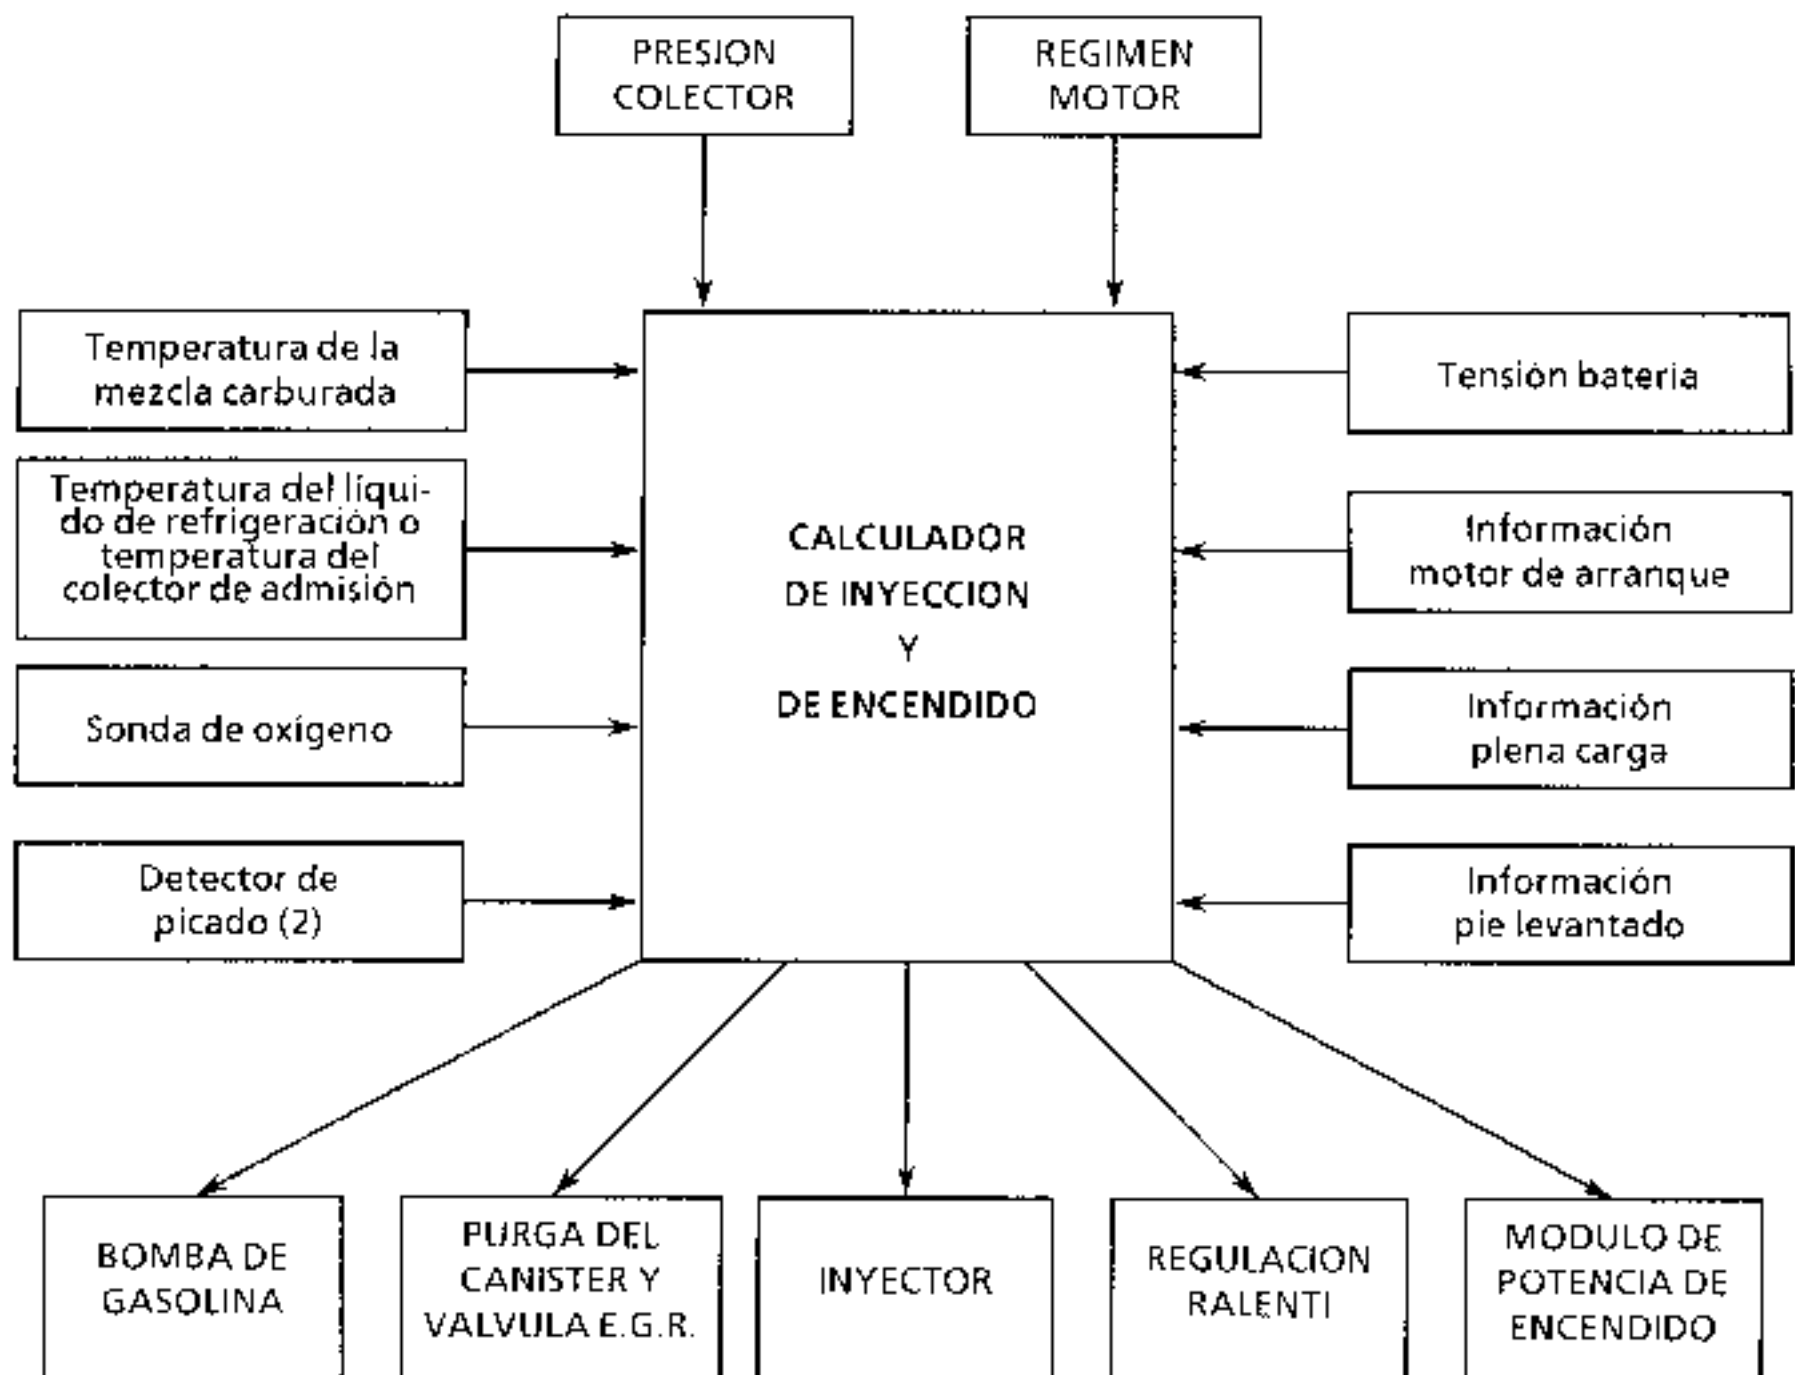 PRESION
COLECTOR
REGIMEN
MOTOR
Temperatura de la
mezcla carburada
Tensión bateria
Temperatura del líqui-
do de refrigeración o
temperatura del
colector de admisión
Información
motor de arranque
CALCULADOR
DE INYECCION
Y
DE ENCENDIDO
Sonda de oxígeno
Información
plena carga
Detector de
picado (2)
Información
pie levantado
BOMBA DE
GASOLINA
PURGA DEL
CANISTER Y
VALVULA E.G.R.
INYECTOR
REGULACION
RALENTI
MODULO DE
POTENCIA DE
ENCENDIDO